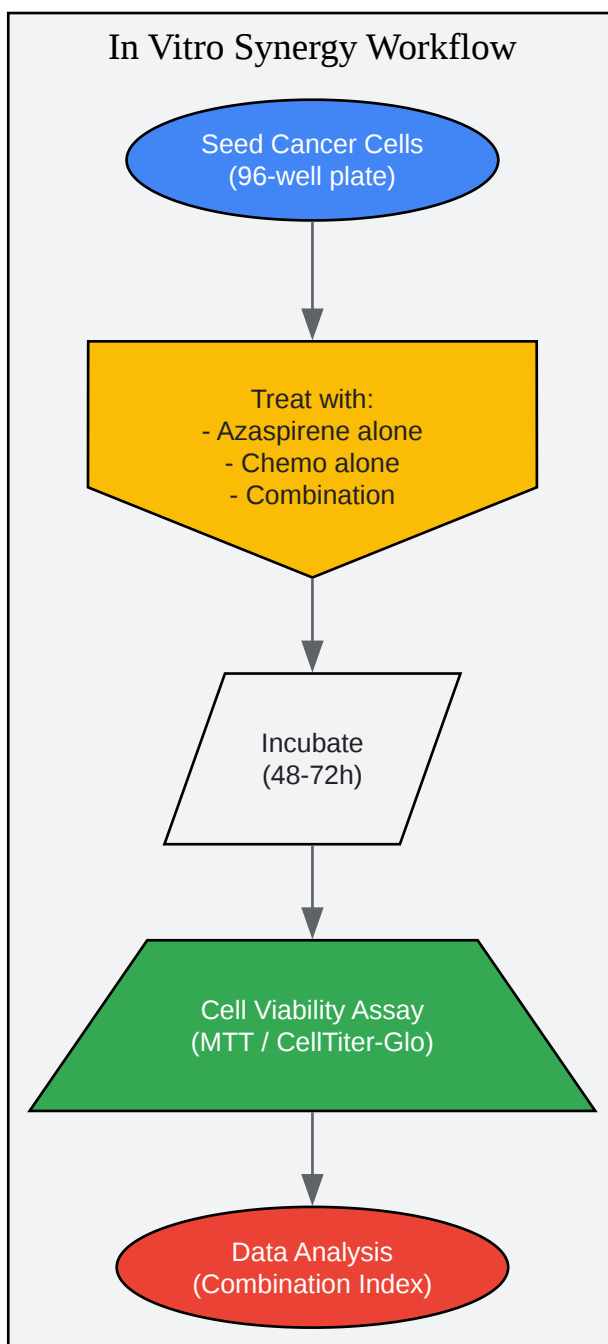 In Vitro Synergy Workflow
Seed Cancer Cells
(96-well plate)
Treat with:
- Azaspirene alone
- Chemo alone
- Combination
Incubate
(48-72h)
Cell Viability Assay
(MTT / CellTiter-Glo)
Data Analysis
(Combination Index)